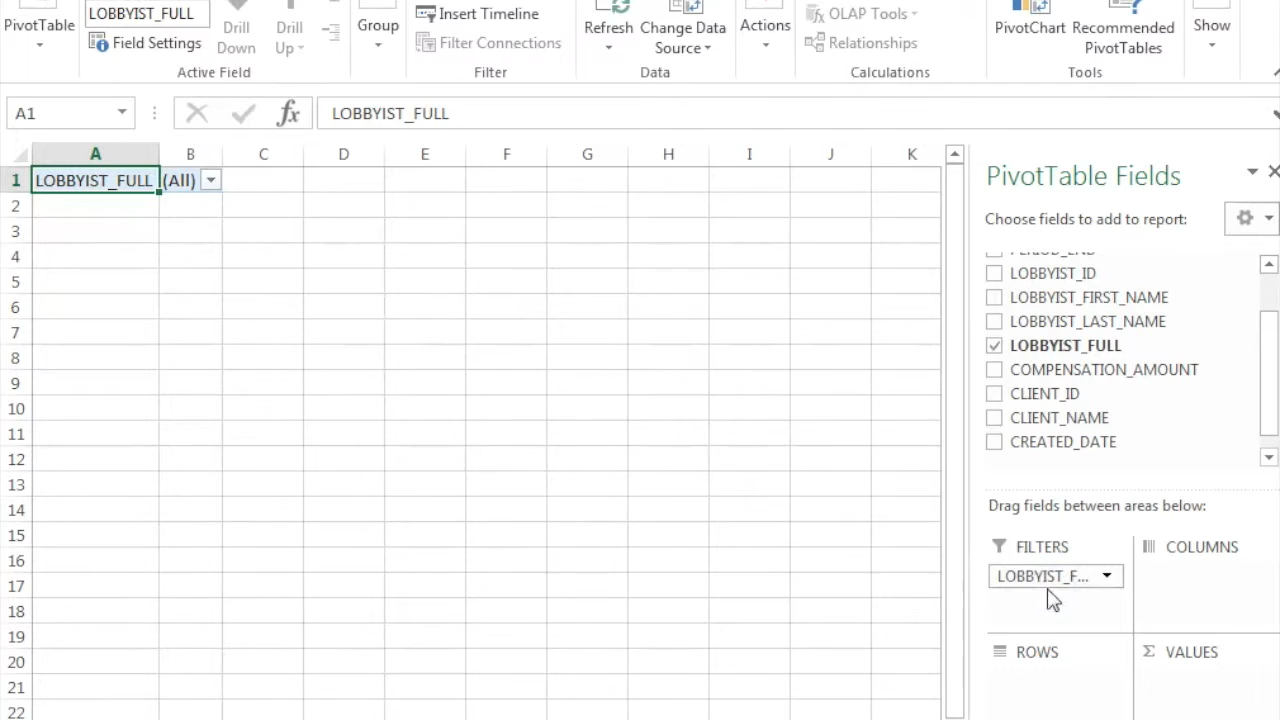 PivotTable
LOBBYIST_FULL
Field Settings
Drill Down
Drill Up
Active Field
Group
Insert Timeline
Filter Connections
Filter
Refresh
Change Data Source
Data
Actions
OLAP Tools
Relationships
Calculations
PivotChart
Recommended PivotTables
Tools
Show
A1
fx
LOBBYIST_FULL
A B C D E F G H I J K
1 LOBBYIST_FULL (All)
2
3
4
5
6
7
8
9
10
11
12
13
14
15
16
17
18
19
20
21
22
PivotTable Fields
Choose fields to add to report:
PERIOD_END
LOBBYIST_ID
LOBBYIST_FIRST_NAME
LOBBYIST_LAST_NAME
LOBBYIST_FULL
COMPENSATION_AMOUNT
CLIENT_ID
CLIENT_NAME
CREATED_DATE
Drag fields between areas below:
FILTERS
COLUMNS
LOBBYIST_F...
ROWS
Σ VALUES